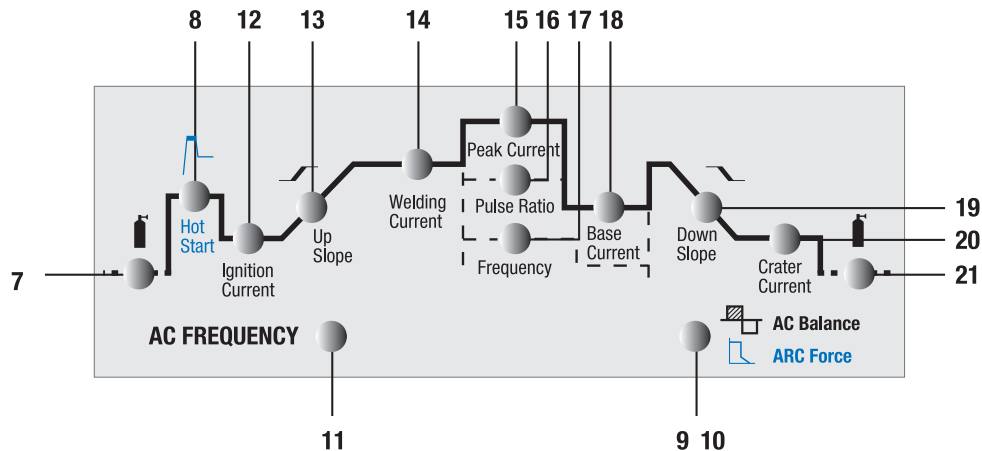 8 12 13 14 15 16 17 18
Peak Current
Pulse Ratio
Frequency
Welding
Current
Hot
Start
Ignition
Current
Up
Slope
Base
Current
Down
Slope
Crater
Current
7
19
20
21
AC FREQUENCY
AC Balance
ARC Force
11
9 10